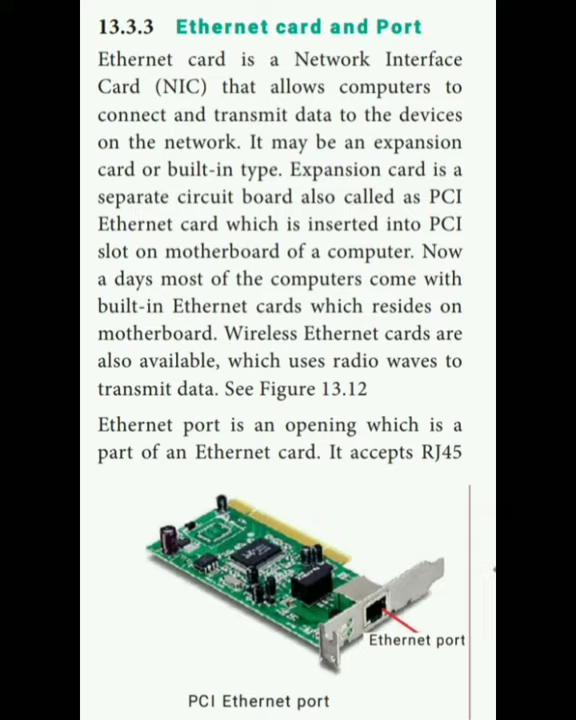 13.3.3 Ethernet card and Port
Ethernet card is a Network Interface
Card (NIC) that allows computers to
connect and transmit data to the devices
on the network. It may be an expansion
card or built-in type. Expansion card is a
separate circuit board also called as PCI
Ethernet card which is inserted into PCI
slot on motherboard of a computer. Now
a days most of the computers come with
built-in Ethernet cards which resides on
motherboard. Wireless Ethernet cards are
also available, which uses radio waves to
transmit data. See Figure 13.12
Ethernet port is an opening which is a
part of an Ethernet card. It accepts RJ45
Ethernet port
PCI Ethernet port